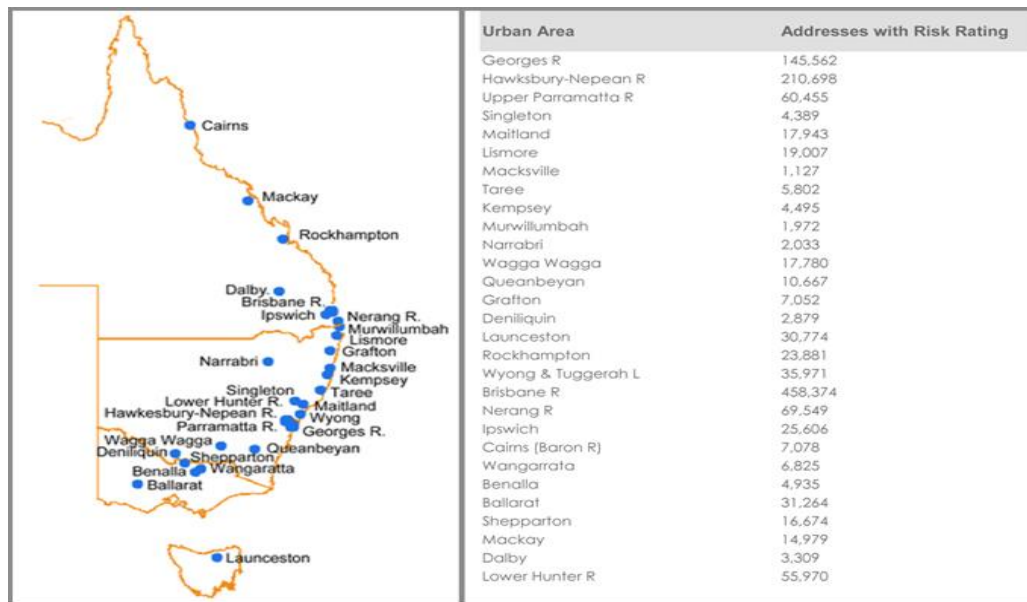 Cairns
Mackay
Rockhampton
Dalby.
Brisbane R.
Ipswich
Nerang R.
Murwillumbah
Lismore
Grafton
Narrabri
Macksville
Kempsey
Singleton
Taree
Lower Hunter R.
Maitland
Hawkesbury-Nepean R.
Wyong
Parramatta R.
Georges R.
Wagga Wagga
Queanbeyan
Deniliquin
Shepparton
Wangaratta
Benalla
Ballarat
Launceston
Urban Area Addresses with Risk Rating
Georges R 145,562
Hawksbury-Nepean R 210,698
Upper Parramatta R 60,455
Singleton 4,389
Maitland 17,943
Lismore 19,007
Macksville 1,127
Taree 5,802
Kempsey 4,495
Murwillumbah 1,972
Narrabri 2,033
Wagga Wagga 17,780
Queanbeyan 10,667
Grafton 7,052
Deniliquin 2,879
Launceston 30,774
Rockhampton 23,881
Wyong & Tuggerah L 35,971
Brisbane R 458,374
Nerang R 69,549
Ipswich 25,606
Cairns (Baron R) 7,078
Wangarrata 6,825
Benalla 4,935
Ballarat 31,264
Shepparton 16,674
Mackay 14,979
Dalby 3,309
Lower Hunter R 55,970